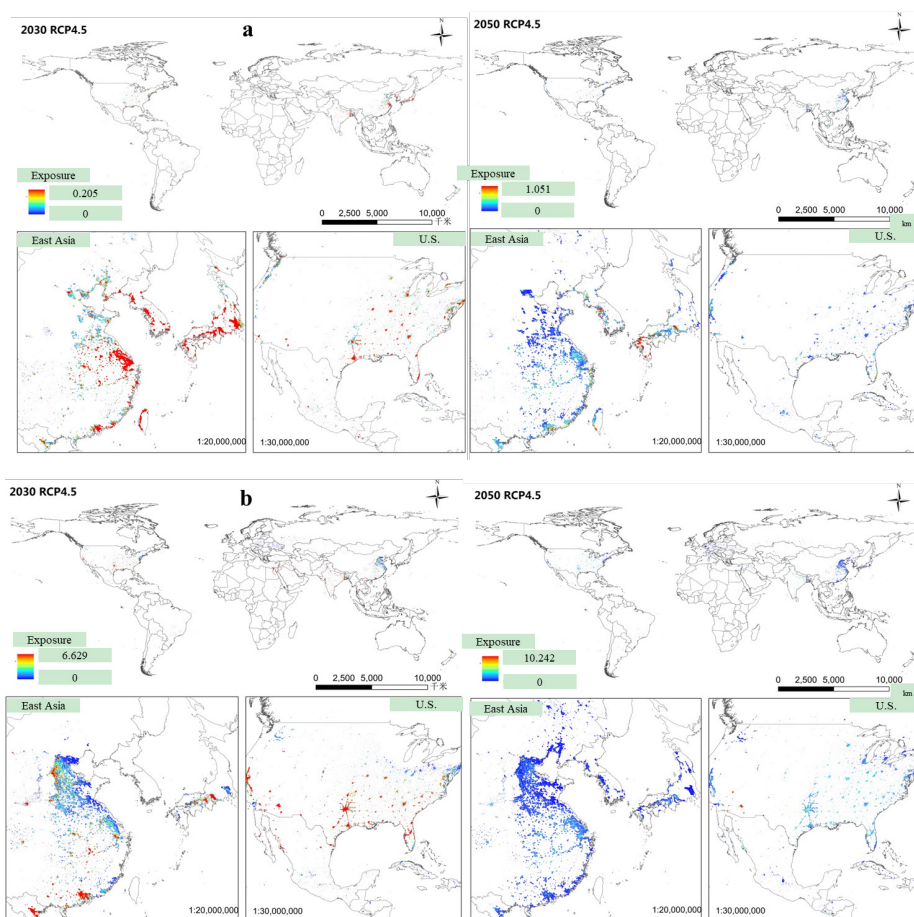 2030 RCP4.5
a
N
Exposure
0.205
0
0 2,500 5,000 10,000
千米
East Asia
1:20,000,000
U.S.
1:30,000,000
2050 RCP4.5
N
Exposure
1.051
0
0 2,500 5,000 10,000
km
East Asia
1:20,000,000
U.S.
1:30,000,000
2030 RCP4.5
b
N
Exposure
6.629
0
0 2,500 5,000 10,000
千米
East Asia
1:20,000,000
U.S.
1:30,000,000
2050 RCP4.5
N
Exposure
10.242
0
0 2,500 5,000 10,000
km
East Asia
1:20,000,000
U.S.
1:30,000,000